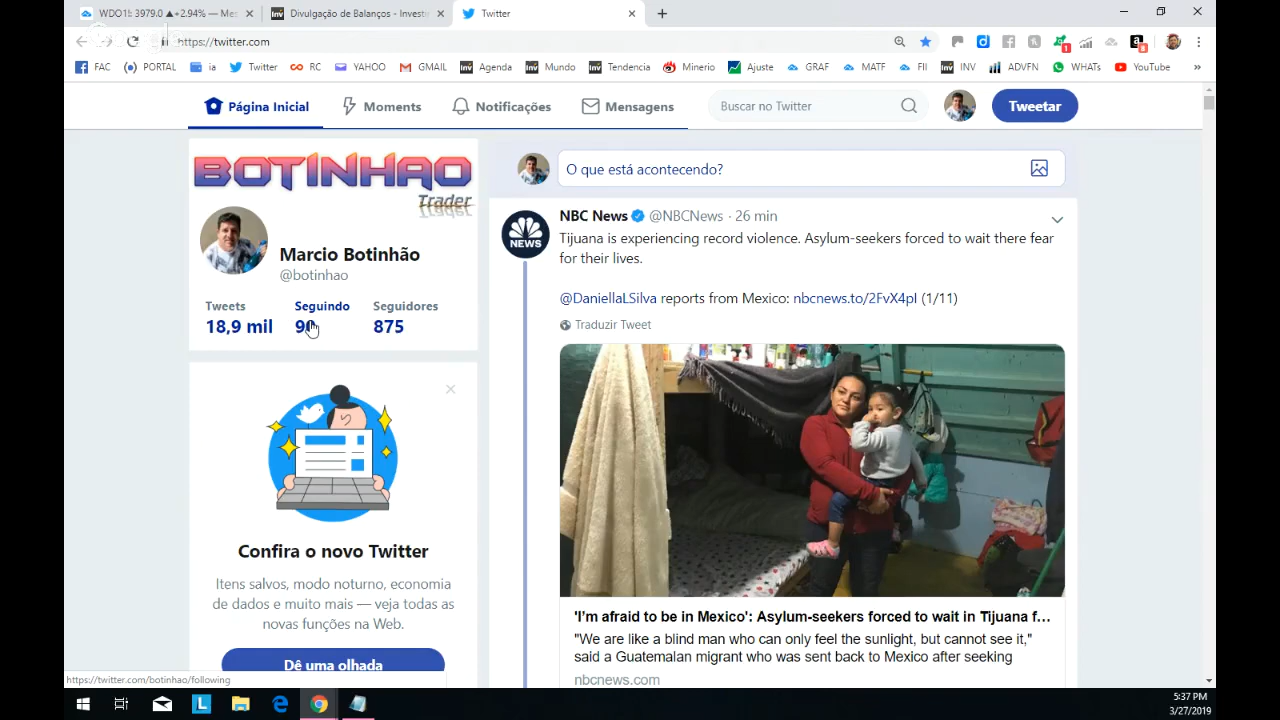 WDO1! 3979.0 ▲+2.94% — Me
Divulgação de Balanços - Investi
Twitter
https://twitter.com
FAC
PORTAL
ia
Twitter
RC
YAHOO
GMAIL
Agenda
Mundo
Tendencia
Minerio
Ajuste
GRAF
MATF
FII
INV
ADVFN
WHATs
YouTube
»
Página Inicial
Moments
Notificações
Mensagens
Buscar no Twitter
Tweetar
BOTINHAO
Trader
Marcio Botinhão
@botinhao
Tweets Seguindo Seguidores
18,9 mil 875
Confira o novo Twitter
Itens salvos, modo noturno, economia
de dados e muito mais — veja todas as
novas funções na Web.
Dê uma olhada
O que está acontecendo?
NEWS
NBC News @NBCNews · 26 min
Tijuana is experiencing record violence. Asylum-seekers forced to wait there fear
for their lives.
@DaniellaLSilva reports from Mexico: nbcnews.to/2FvX4pI (1/11)
Traduzir Tweet
'I'm afraid to be in Mexico': Asylum-seekers forced to wait in Tijuana f...
"We are like a blind man who can only feel the sunlight, but cannot see it,"
said a Guatemalan migrant who was sent back to Mexico after seeking
nbcnews.com
https://twitter.com/botinhao/following
5:37 PM
3/27/2019